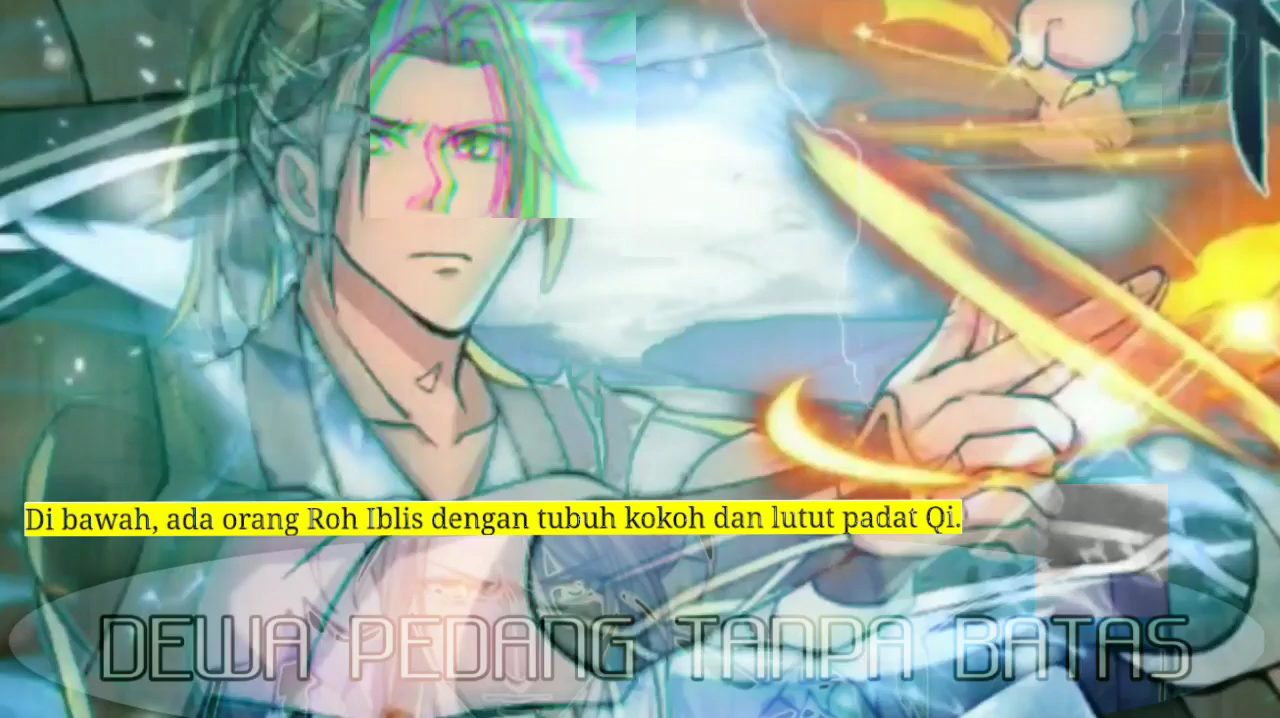 Di bawah, ada orang Roh Iblis dengan tubuh kokoh dan lutut padat Qi.
DEWA PEDANG TANPA BATAS